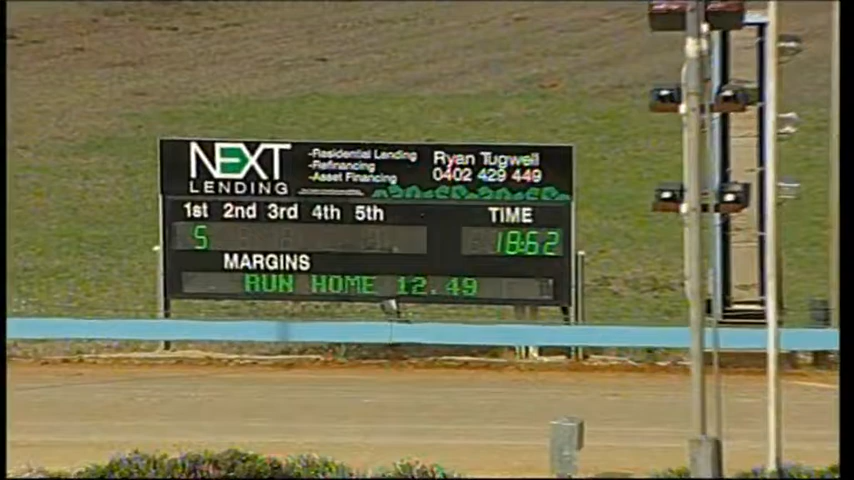 NEXT
LENDING
-Residential Lending
-Refinancing
-Asset Financing
Ryan Tugwell
0402 429 449
1st 2nd 3rd 4th 5th TIME
5 18:62
MARGINS
RUN HOME 12.49